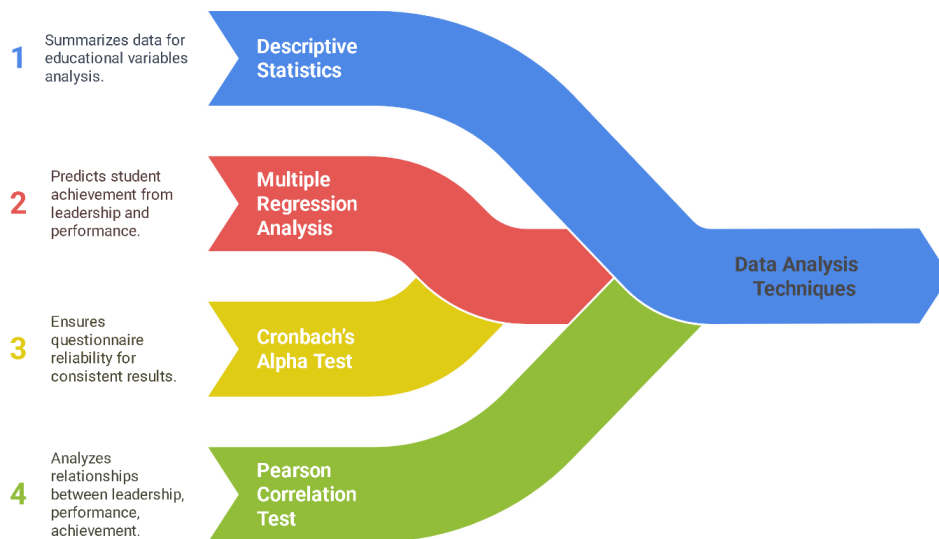 1
Summarizes data for
educational variables
analysis.
Descriptive
Statistics
2
Predicts student
achievement from
leadership and
performance.
Multiple
Regression
Analysis
3
Ensures
questionnaire
reliability for
consistent results.
Cronbach's
Alpha Test
4
Analyzes
relationships
between leadership,
performance,
achievement.
Pearson
Correlation
Test
Data Analysis
Techniques